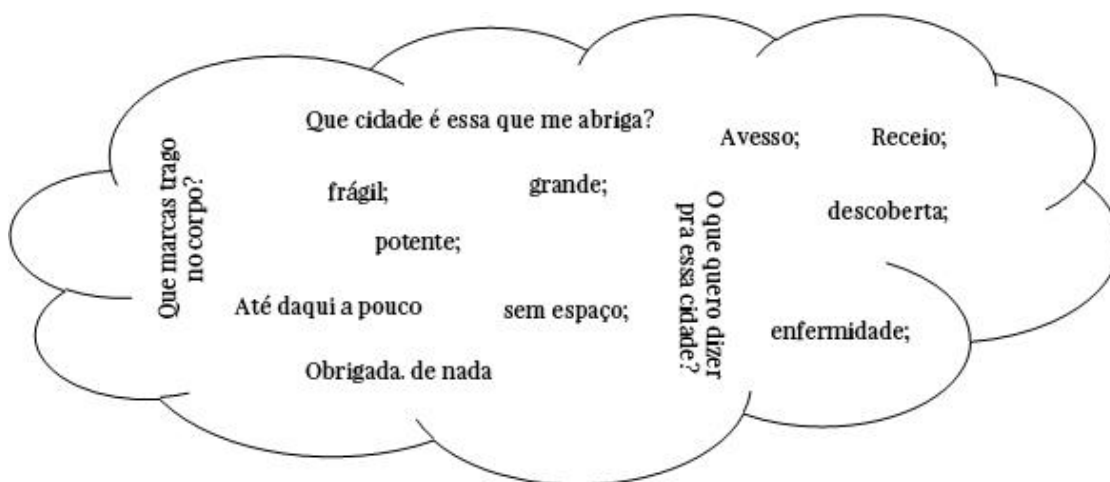 Que cidade é essa que me abriga?
Avesso;
Receio;
Que marcas trago
no corpo?
frágil;
grande;
descoberta;
potente;
O que quero dizer
pra essa cidade?
Até daqui a pouco
sem espaço;
enfermidade;
Obrigada. de nada